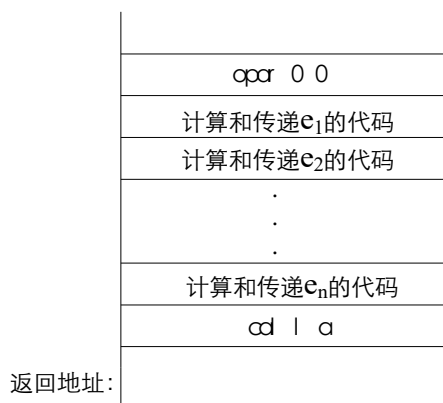 opar 0 0
计算和传递e₁的代码
计算和传递e₂的代码
.
.
.
计算和传递eₙ的代码
cal l a
返回地址: